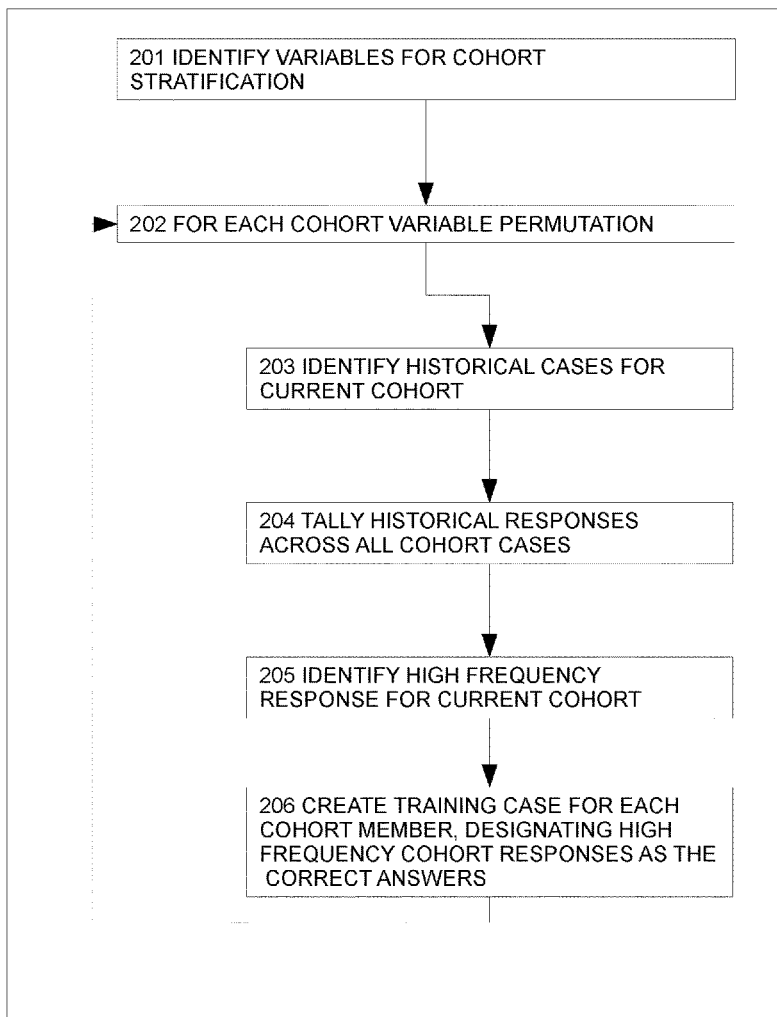 201 IDENTIFY VARIABLES FOR COHORT
STRATIFICATION
202 FOR EACH COHORT VARIABLE PERMUTATION
203 IDENTIFY HISTORICAL CASES FOR
CURRENT COHORT
204 TALLY HISTORICAL RESPONSES
ACROSS ALL COHORT CASES
205 IDENTIFY HIGH FREQUENCY
RESPONSE FOR CURRENT COHORT
206 CREATE TRAINING CASE FOR EACH
COHORT MEMBER, DESIGNATING HIGH
FREQUENCY COHORT RESPONSES AS THE
CORRECT ANSWERS